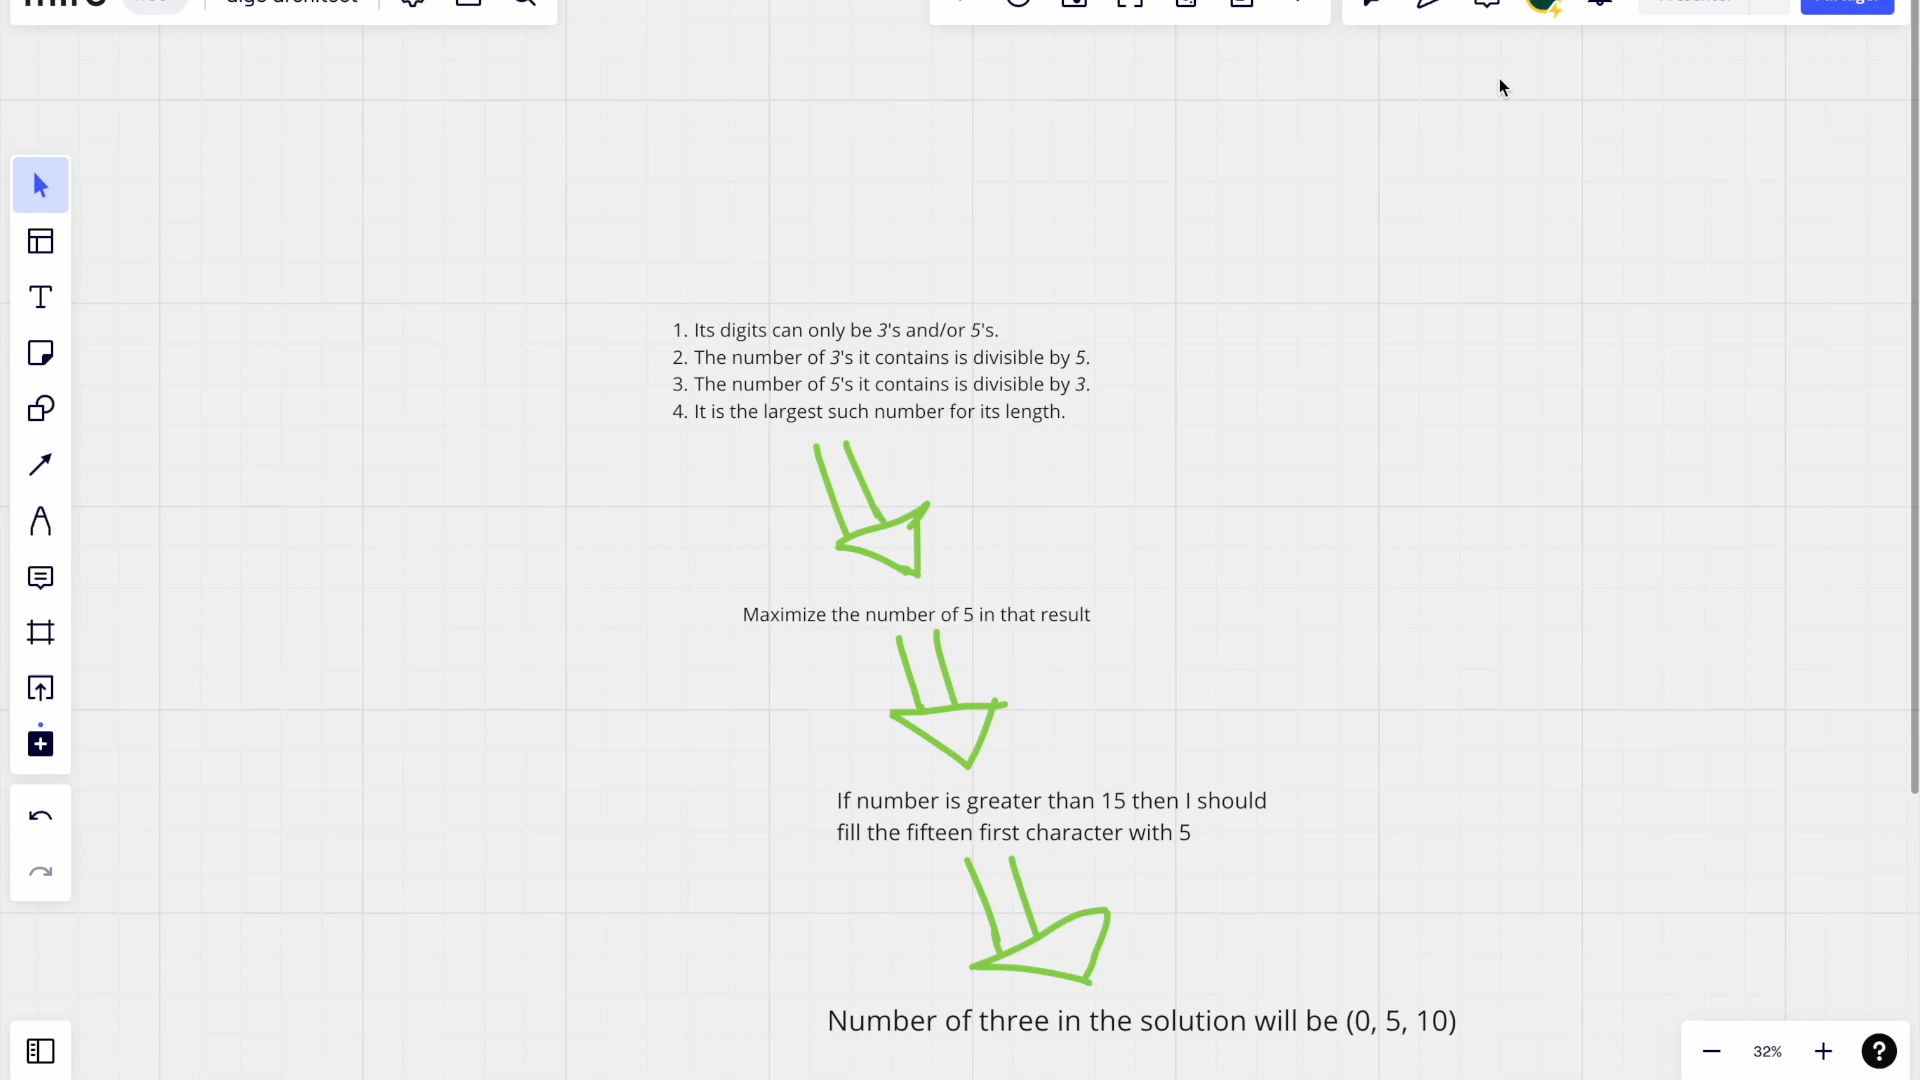 miro
algo architect
1. Its digits can only be 3's and/or 5's.
2. The number of 3's it contains is divisible by 5.
3. The number of 5's it contains is divisible by 3.
4. It is the largest such number for its length.
Maximize the number of 5 in that result
If number is greater than 15 then I should
fill the fifteen first character with 5
Number of three in the solution will be (0, 5, 10)
32%